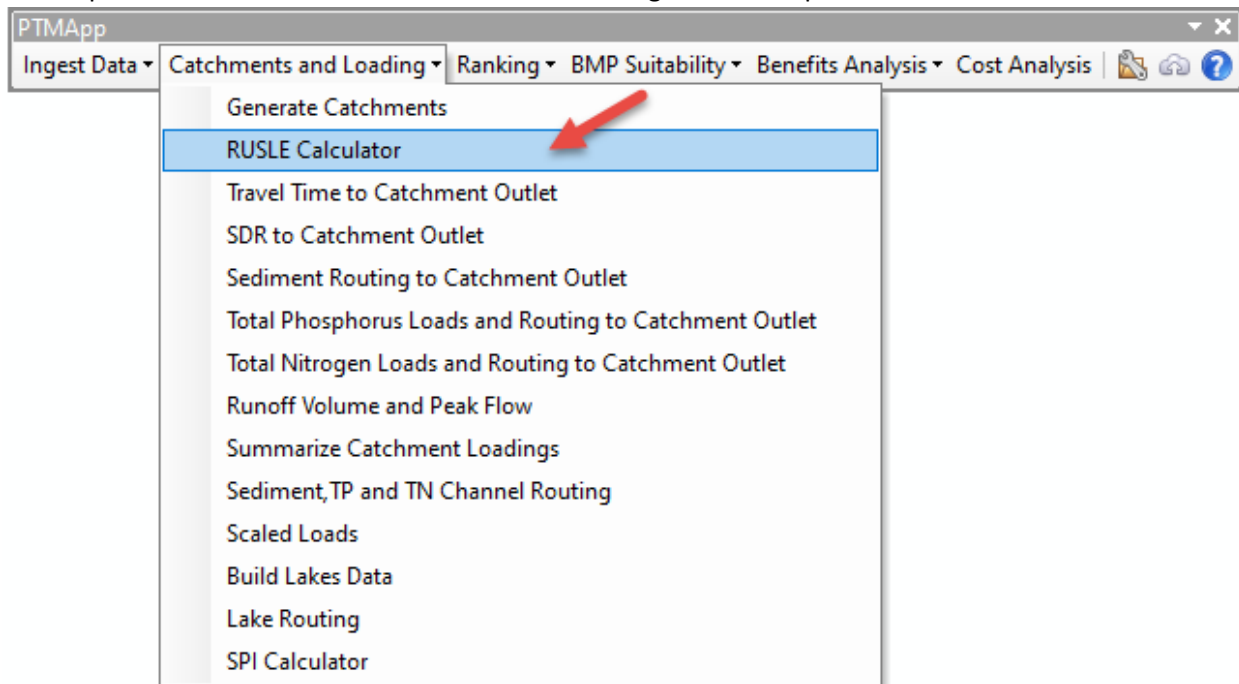 PTMApp
Ingest Data Catchments and Loading Ranking BMP Suitability Benefits Analysis Cost Analysis
Generate Catchments
RUSLE Calculator
Travel Time to Catchment Outlet
SDR to Catchment Outlet
Sediment Routing to Catchment Outlet
Total Phosphorus Loads and Routing to Catchment Outlet
Total Nitrogen Loads and Routing to Catchment Outlet
Runoff Volume and Peak Flow
Summarize Catchment Loadings
Sediment,TP and TN Channel Routing
Scaled Loads
Build Lakes Data
Lake Routing
SPI Calculator